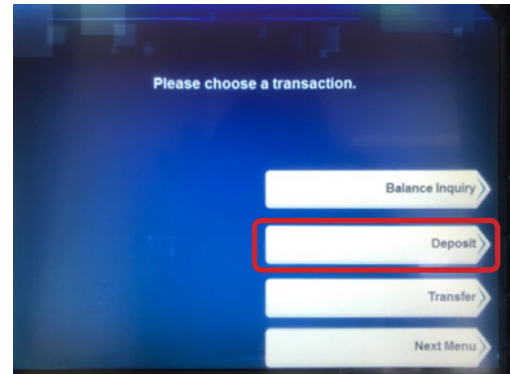 Please choose a transaction.
Balance Inquiry
Deposit
Transfer
Next Menu